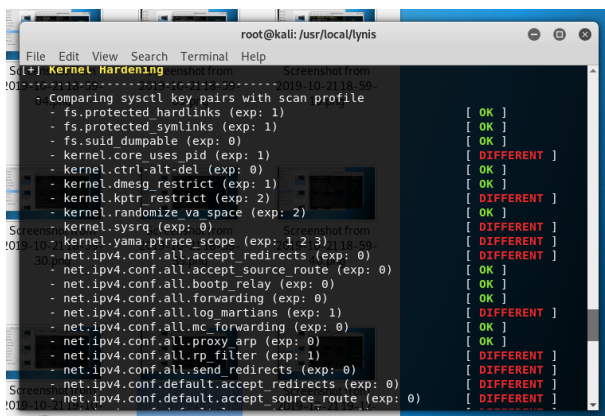 root@kali: /usr/local/lynis
File Edit View Search Terminal Help
[+] Kernel Hardening
------------------------------------
- Comparing sysctl key pairs with scan profile
- fs.protected_hardlinks (exp: 1) [ OK ]
- fs.protected_symlinks (exp: 1) [ OK ]
- fs.suid_dumpable (exp: 0) [ OK ]
- kernel.core_uses_pid (exp: 1) [ DIFFERENT ]
- kernel.ctrl-alt-del (exp: 0) [ OK ]
- kernel.dmesg_restrict (exp: 1) [ OK ]
- kernel.kptr_restrict (exp: 2) [ DIFFERENT ]
- kernel.randomize_va_space (exp: 2) [ OK ]
- kernel.sysrq (exp: 0) [ DIFFERENT ]
- kernel.yama.ptrace_scope (exp: 1 2 3) [ DIFFERENT ]
- net.ipv4.conf.all.accept_redirects (exp: 0) [ DIFFERENT ]
- net.ipv4.conf.all.accept_source_route (exp: 0) [ OK ]
- net.ipv4.conf.all.bootp_relay (exp: 0) [ OK ]
- net.ipv4.conf.all.forwarding (exp: 0) [ OK ]
- net.ipv4.conf.all.log_martians (exp: 1) [ DIFFERENT ]
- net.ipv4.conf.all.mc_forwarding (exp: 0) [ OK ]
- net.ipv4.conf.all.proxy_arp (exp: 0) [ OK ]
- net.ipv4.conf.all.rp_filter (exp: 1) [ DIFFERENT ]
- net.ipv4.conf.all.send_redirects (exp: 0) [ DIFFERENT ]
- net.ipv4.conf.default.accept_redirects (exp: 0) [ DIFFERENT ]
- net.ipv4.conf.default.accept_source_route (exp: 0) [ DIFFERENT ]